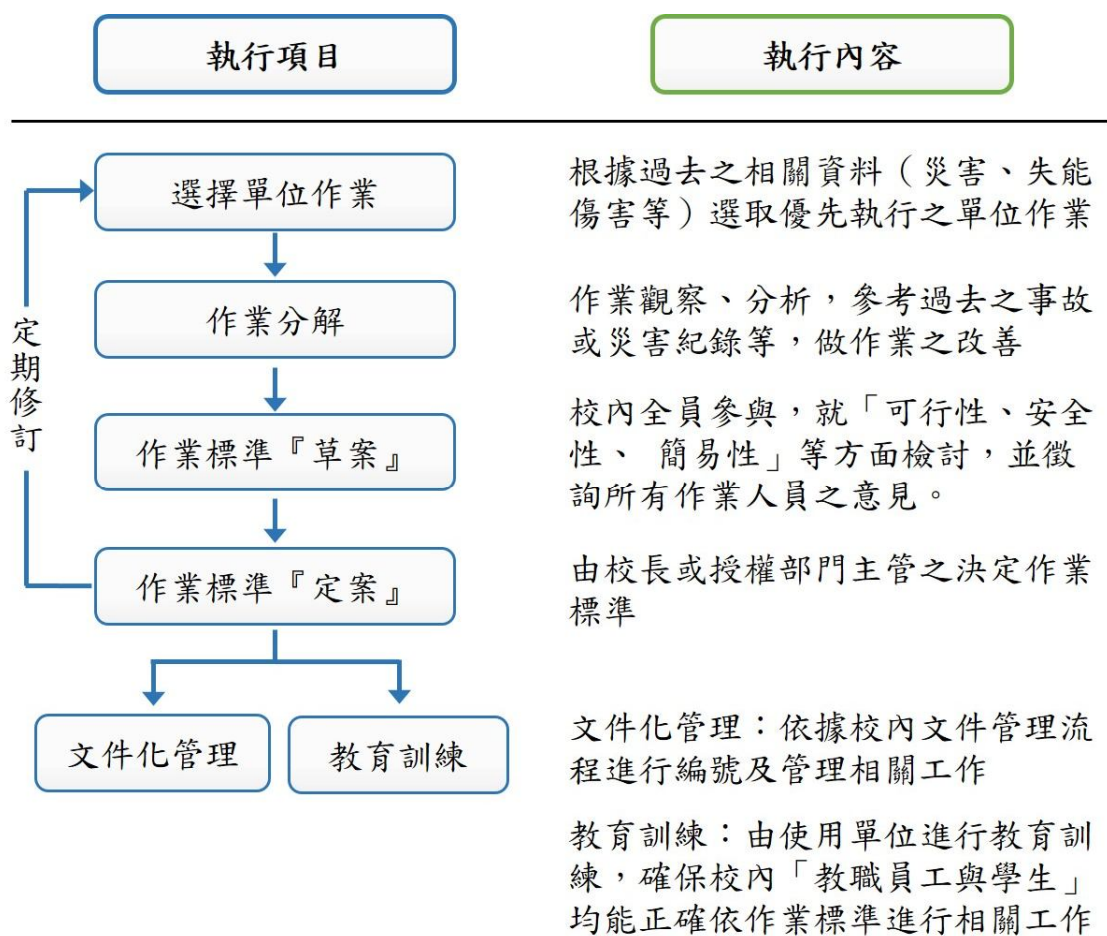 執行項目
執行內容
選擇單位作業
根據過去之相關資料（災害、失能
傷害等）選取優先執行之單位作業
作業分解
作業觀察、分析，參考過去之事故
或災害紀錄等，做作業之改善
定期修訂
作業標準『草案』
校內全員參與，就「可行性、安全
性、 簡易性」等方面檢討，並徵
詢所有作業人員之意見。
作業標準『定案』
由校長或授權部門主管之決定作業
標準
文件化管理
教育訓練
文件化管理：依據校內文件管理流
程進行編號及管理相關工作
教育訓練：由使用單位進行教育訓
練，確保校內「教職員工與學生」
均能正確依作業標準進行相關工作